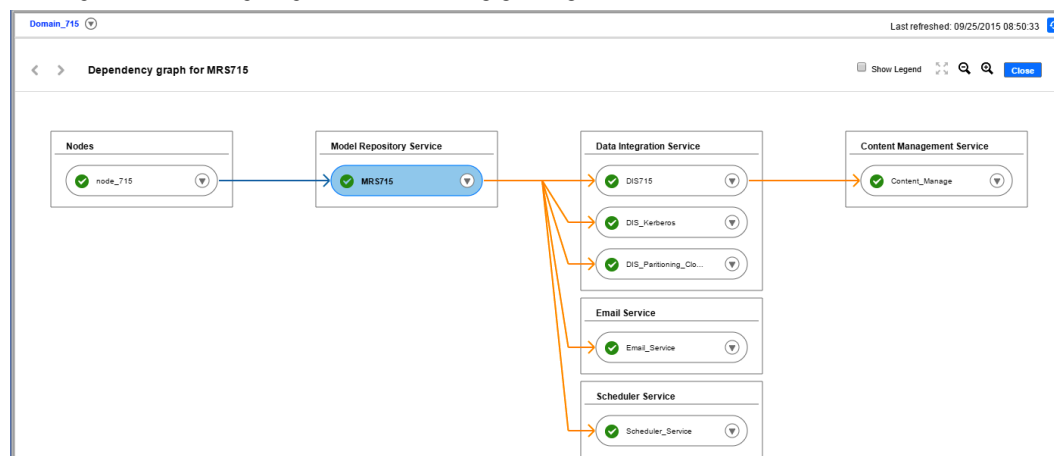 Domain_715
Last refreshed: 09/25/2015 08:50:33
Dependency graph for MRS715
Show Legend
Close
Nodes
node_715
Model Repository Service
MRS715
Data Integration Service
DIS715
DIS_Kerberos
DIS_Paritioning_Clo...
Email Service
Email_Service
Scheduler Service
Scheduler_Service
Content Management Service
Content_Manage